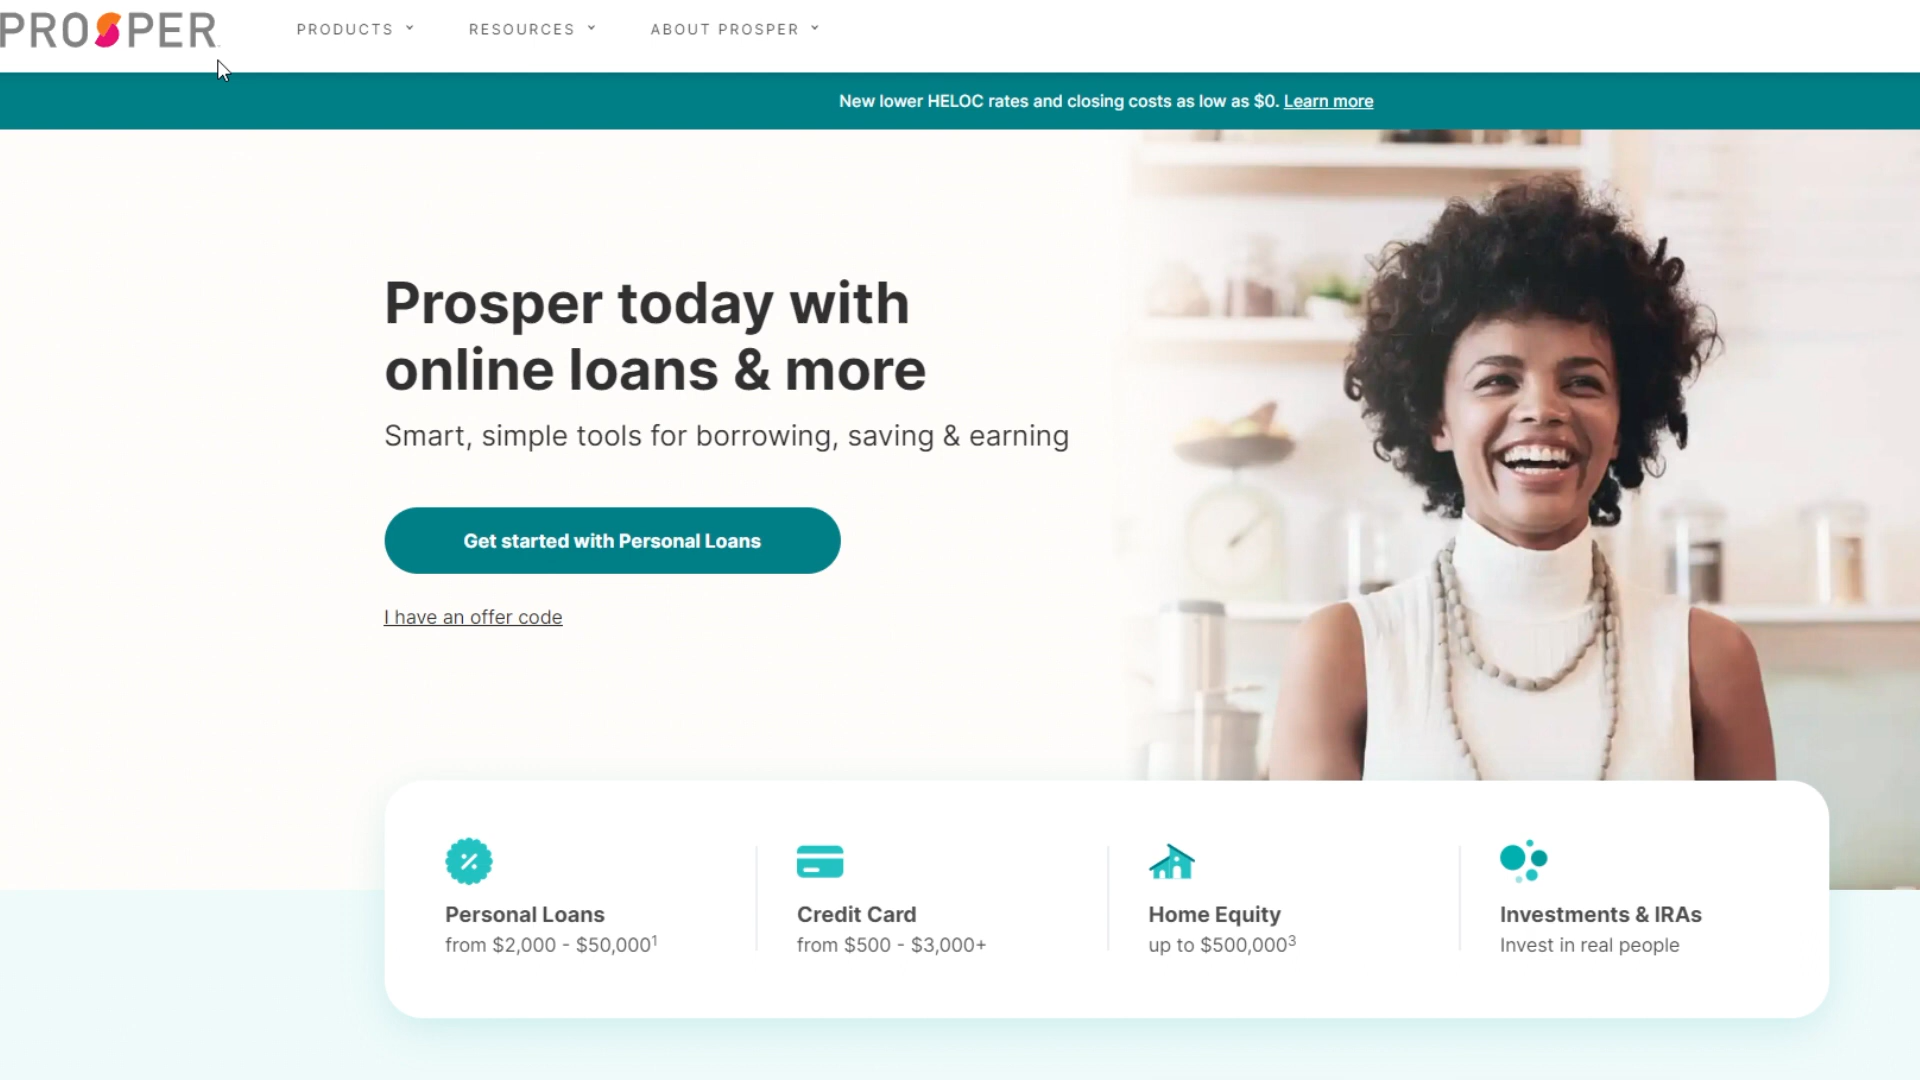 PROSPER
PRODUCTS
RESOURCES
ABOUT PROSPER
New lower HELOC rates and closing costs as low as $0. Learn more
Prosper today with
online loans & more
Smart, simple tools for borrowing, saving & earning
Get started with Personal Loans
I have an offer code
Personal Loans
from $2,000 - $50,000¹
Credit Card
from $500 - $3,000+
Home Equity
up to $500,000³
Investments & IRAs
Invest in real people